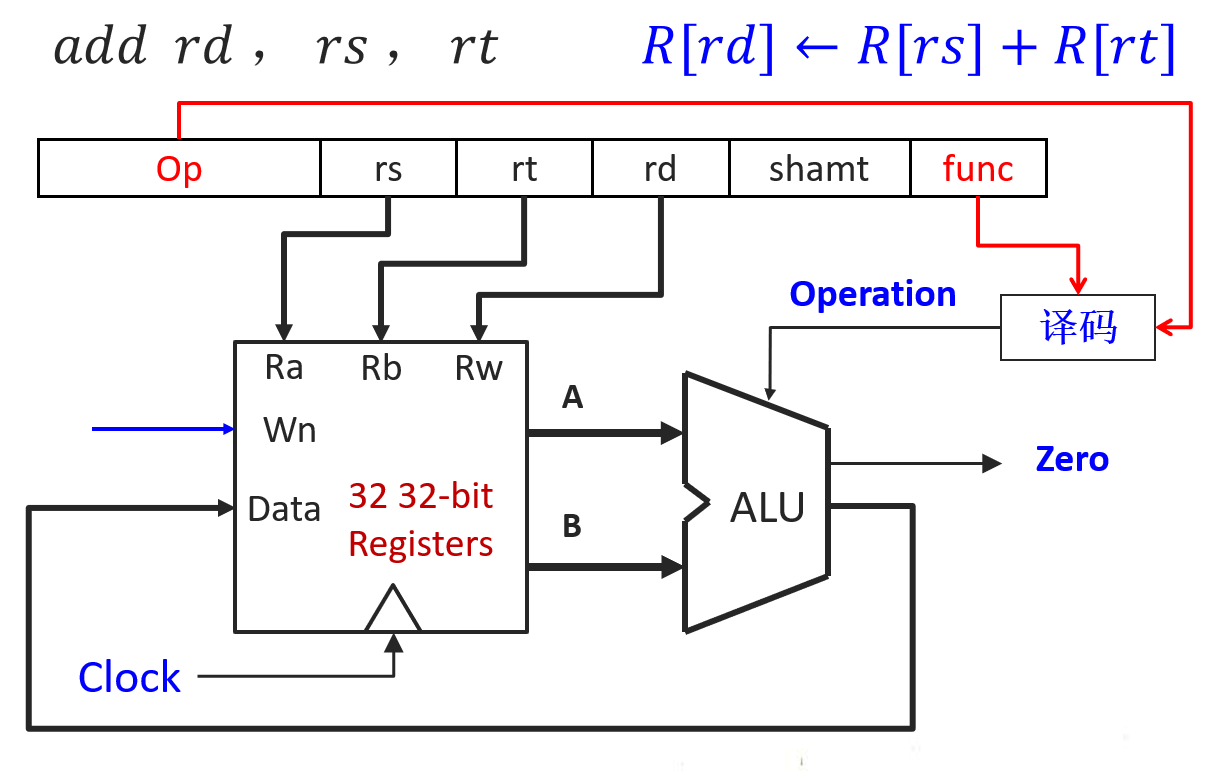 add rd， rs， rt
R[rd] ← R[rs] + R[rt]
Op rs rt rd shamt func
Operation
译码
Ra Rb Rw
A
Wn
Zero
Data
32 32-bit
Registers
B
ALU
Clock